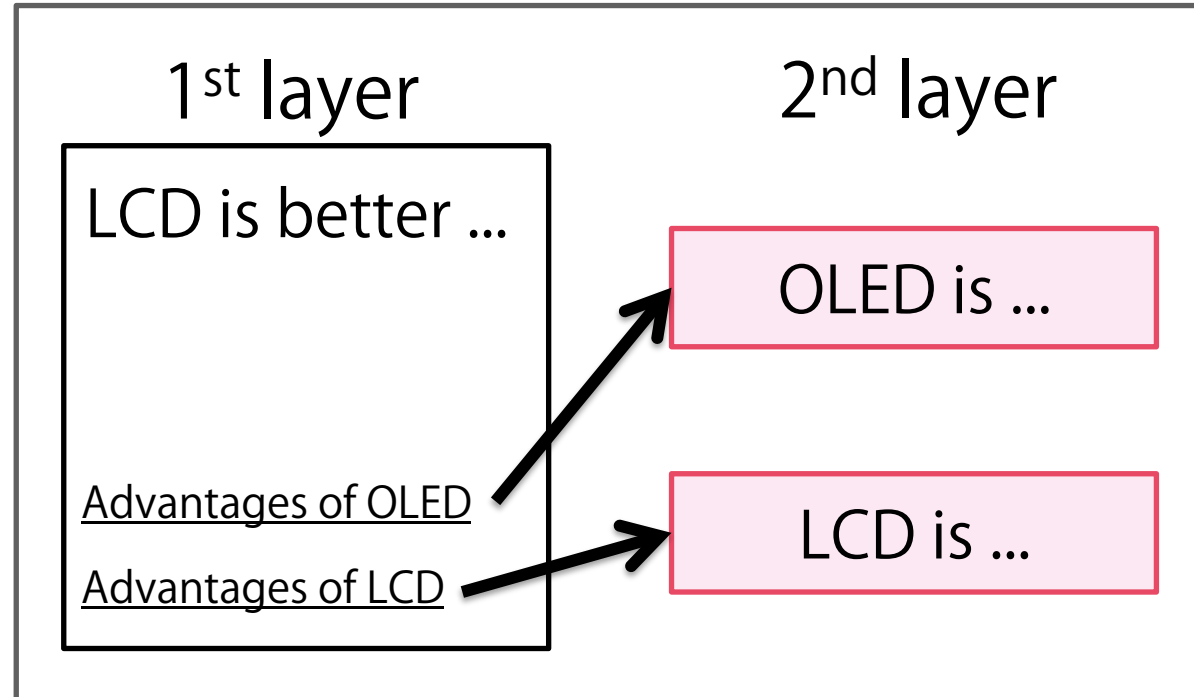 1st layer
2nd layer
LCD is better ...
OLED is ...
Advantages of OLED
LCD is ...
Advantages of LCD